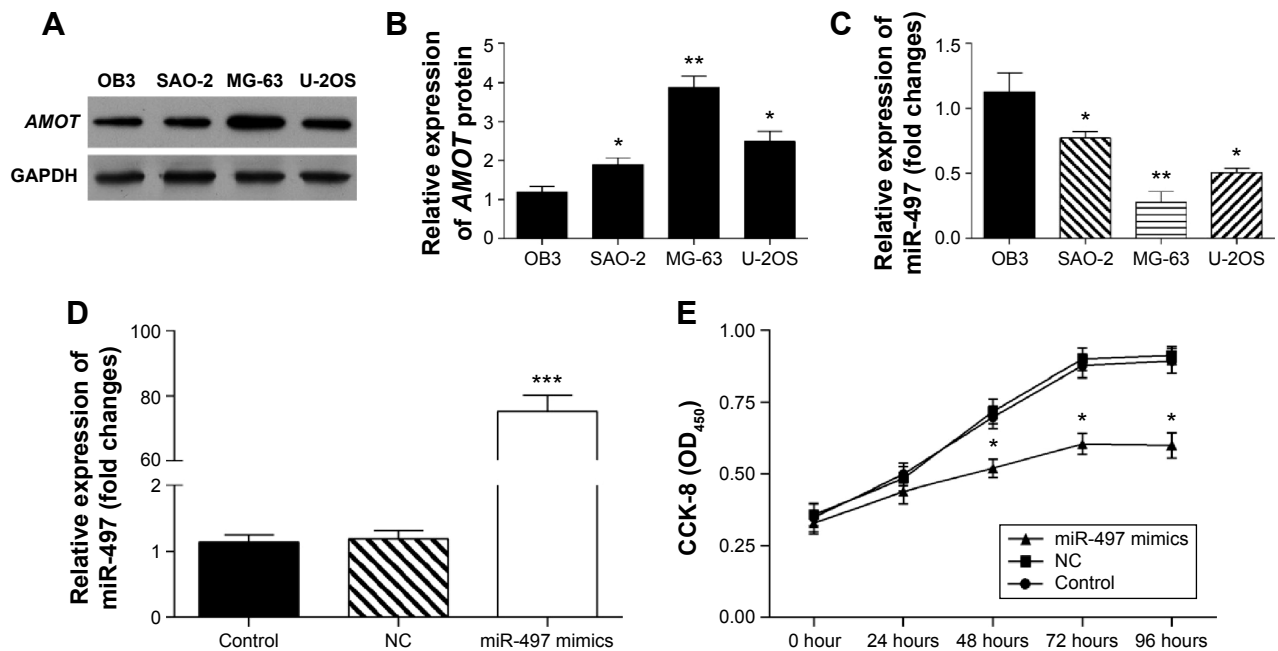 A
OB3 SAO-2 MG-63 U-2OS
AMOT
GAPDH
B
Relative expression
of AMOT protein
5
4
3
2
1
0
*
**
*
OB3 SAO-2 MG-63 U-2OS
C
Relative expression of
miR-497 (fold changes)
1.5
1.0
0.5
0.0
*
**
*
OB3 SAO-2 MG-63 U-2OS
D
Relative expression of
miR-497 (fold changes)
100
80
60
2
1
0
***
Control NC miR-497 mimics
E
CCK-8 (OD450)
1.00
0.75
0.50
0.25
0.00
*
*
*
miR-497 mimics
NC
Control
0 hour 24 hours 48 hours 72 hours 96 hours